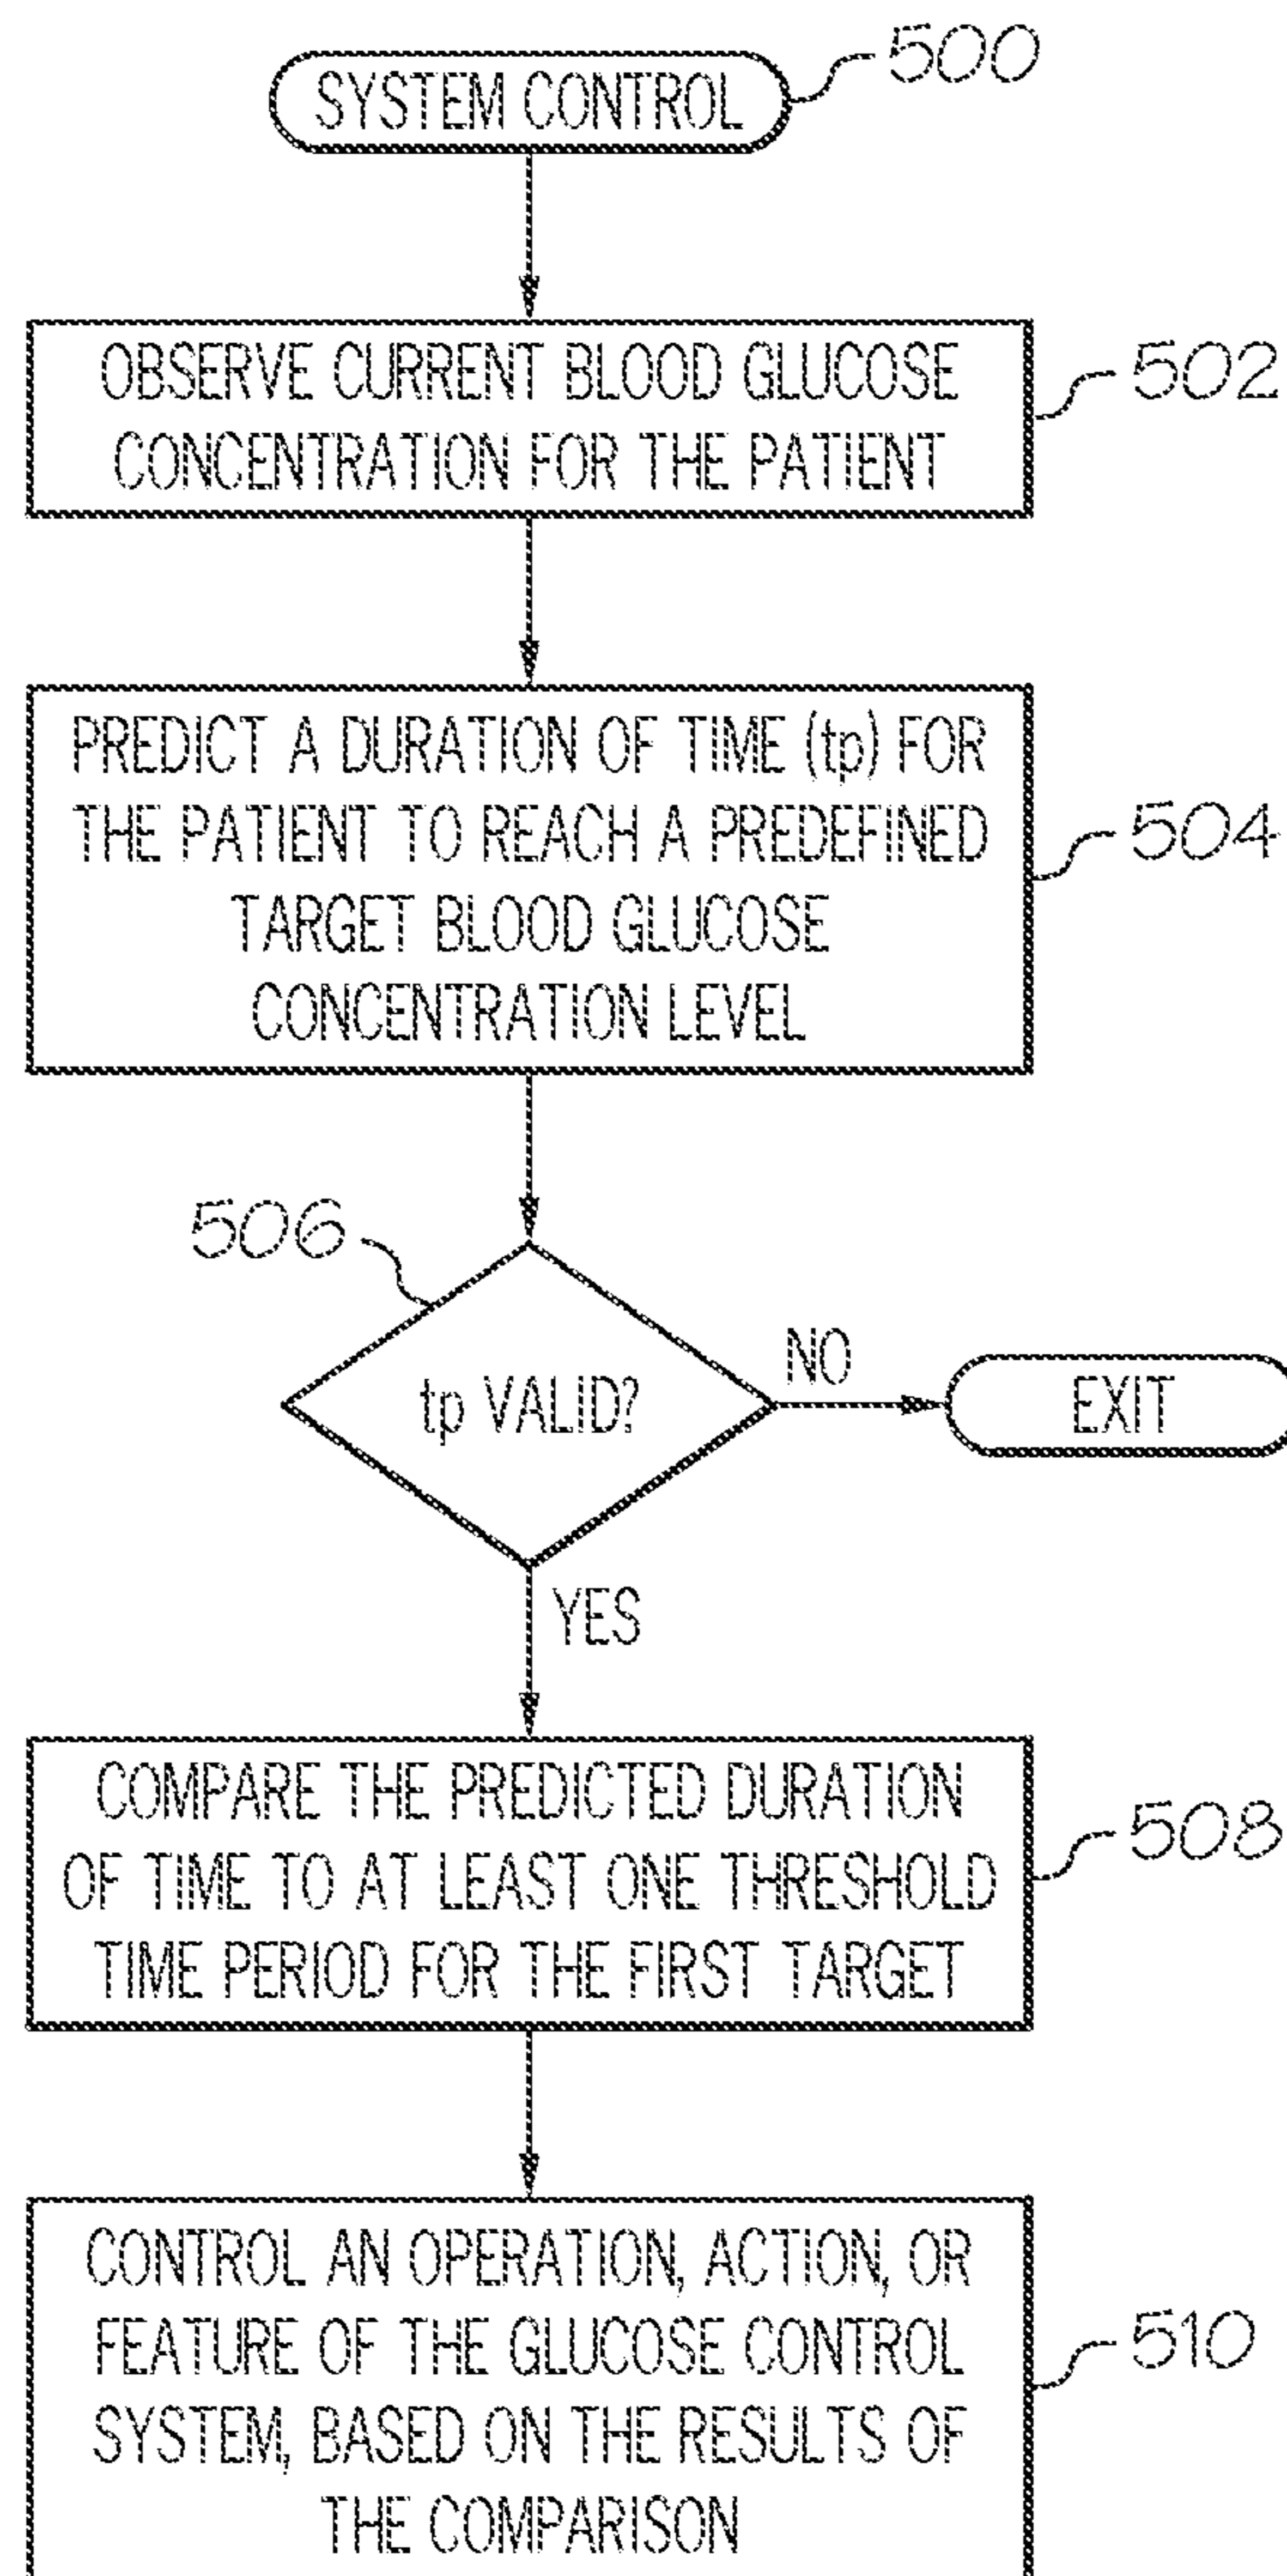 SYSTEM CONTROL
500
OBSERVE CURRENT BLOOD GLUCOSE
CONCENTRATION FOR THE PATIENT
502
PREDICT A DURATION OF TIME (tp) FOR
THE PATIENT TO REACH A PREDEFINED
TARGET BLOOD GLUCOSE
CONCENTRATION LEVEL
504
506
tp VALID?
NO
EXIT
YES
COMPARE THE PREDICTED DURATION
OF TIME TO AT LEAST ONE THRESHOLD
TIME PERIOD FOR THE FIRST TARGET
508
CONTROL AN OPERATION, ACTION, OR
FEATURE OF THE GLUCOSE CONTROL
SYSTEM, BASED ON THE RESULTS OF
THE COMPARISON
510